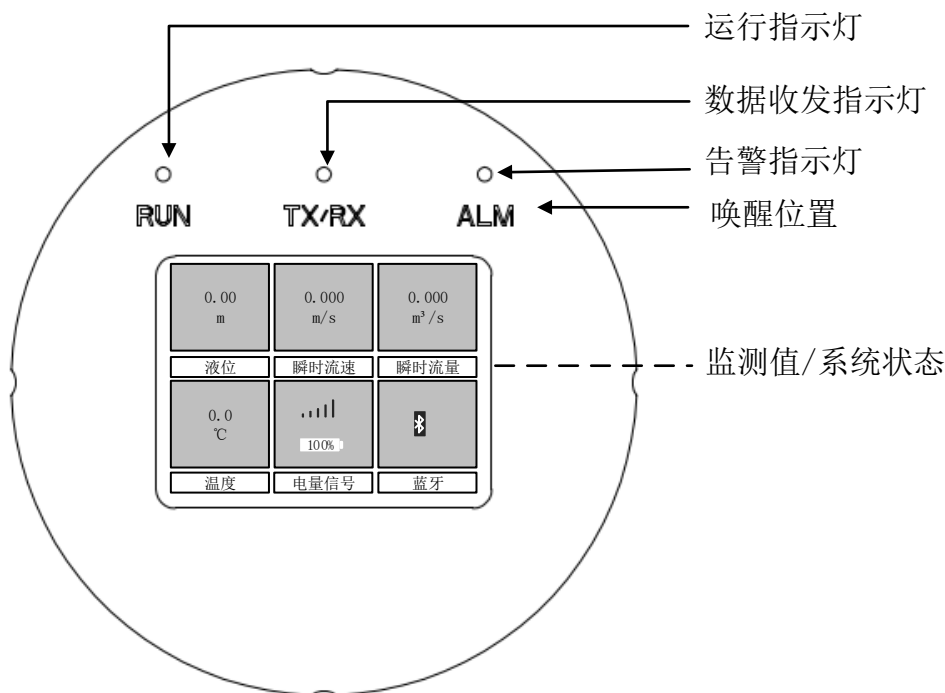 运行指示灯
数据收发指示灯
告警指示灯
唤醒位置
RUN TX/RX ALM
0.00 0.000 0.000
m m/s m³/s
液位 瞬时流速 瞬时流量
监测值/系统状态
0.0
℃
100%
温度 电量信号 蓝牙